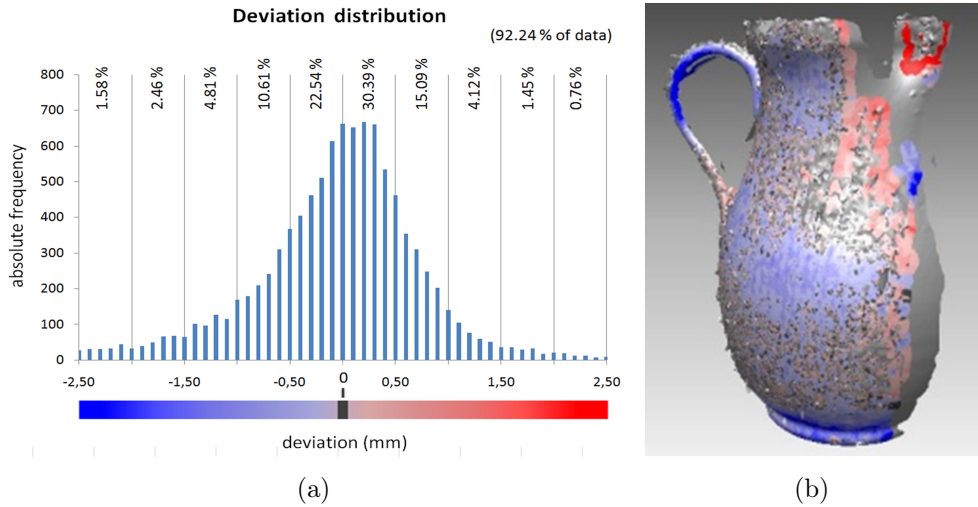 Deviation distribution
(92.24 % of data)
1.58 % 2.46 % 4.81 % 10.61 % 22.54 % 30.39 % 15.09 % 4.12 % 1.45 % 0.76 %
800
700
600
500
400
300
200
100
0
absolute frequency
-2,50 -1,50 -0,50 0 0,50 1,50 2,50
deviation (mm)
(a) (b)